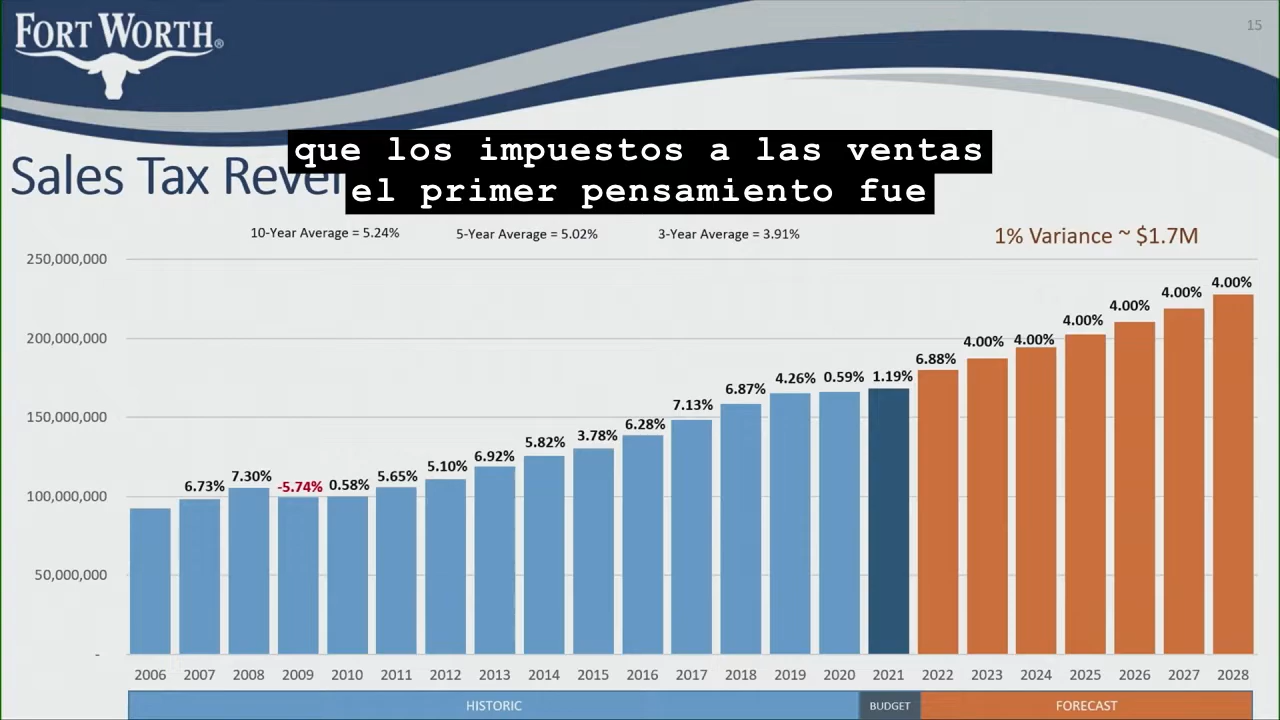 FORT WORTH®
15
que los impuestos a las ventas
el primer pensamiento fue
Sales Tax
10-Year Average = 5.24%
5-Year Average = 5.02%
3-Year Average = 3.91%
1% Variance ~ $1.7M
250,000,000
200,000,000
150,000,000
100,000,000
50,000,000
-
6.73%
7.30%
-5.74%
0.58%
5.65%
5.10%
6.92%
5.82%
3.78%
6.28%
7.13%
6.87%
4.26%
0.59%
1.19%
6.88%
4.00%
4.00%
4.00%
4.00%
4.00%
4.00%
2006 2007 2008 2009 2010 2011 2012 2013 2014 2015 2016 2017 2018 2019 2020 2021 2022 2023 2024 2025 2026 2027 2028
HISTORIC
BUDGET
FORECAST